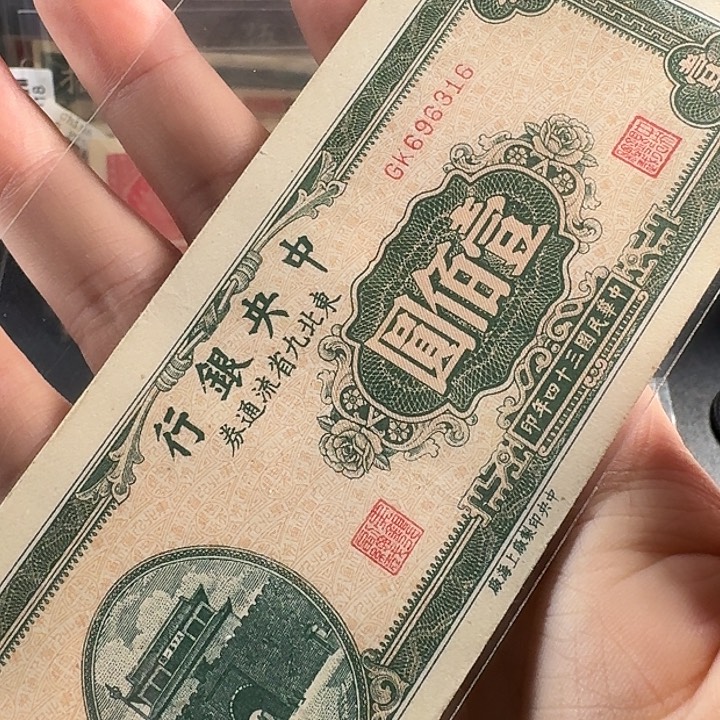 中央銀行
東北九省流通券
GK696316
壹佰圓
中華民國三十四年印
中央印製廠上海廠
壹